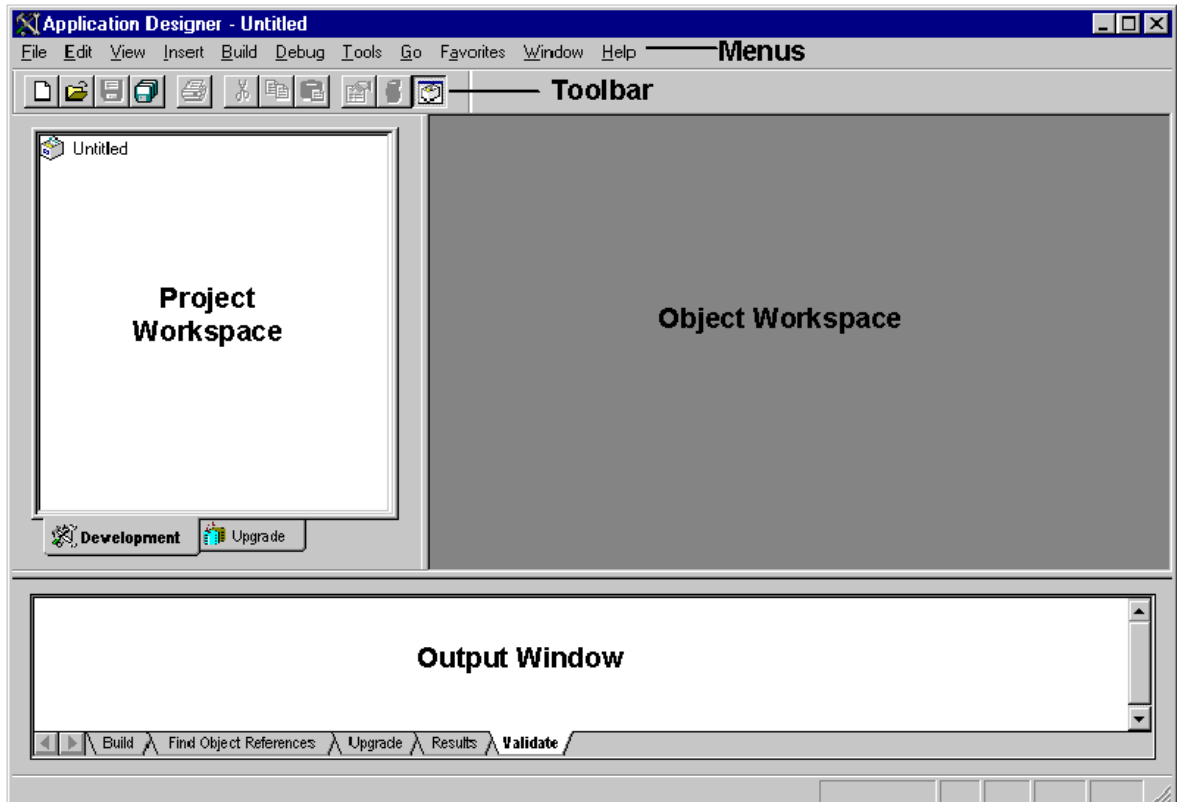 Application Designer - Untitled
File Edit View Insert Build Debug Tools Go Favorites Window Help Menus
Toolbar
Untitled
Project
Workspace
Object Workspace
Development Upgrade
Output Window
Build Find Object References Upgrade Results Validate